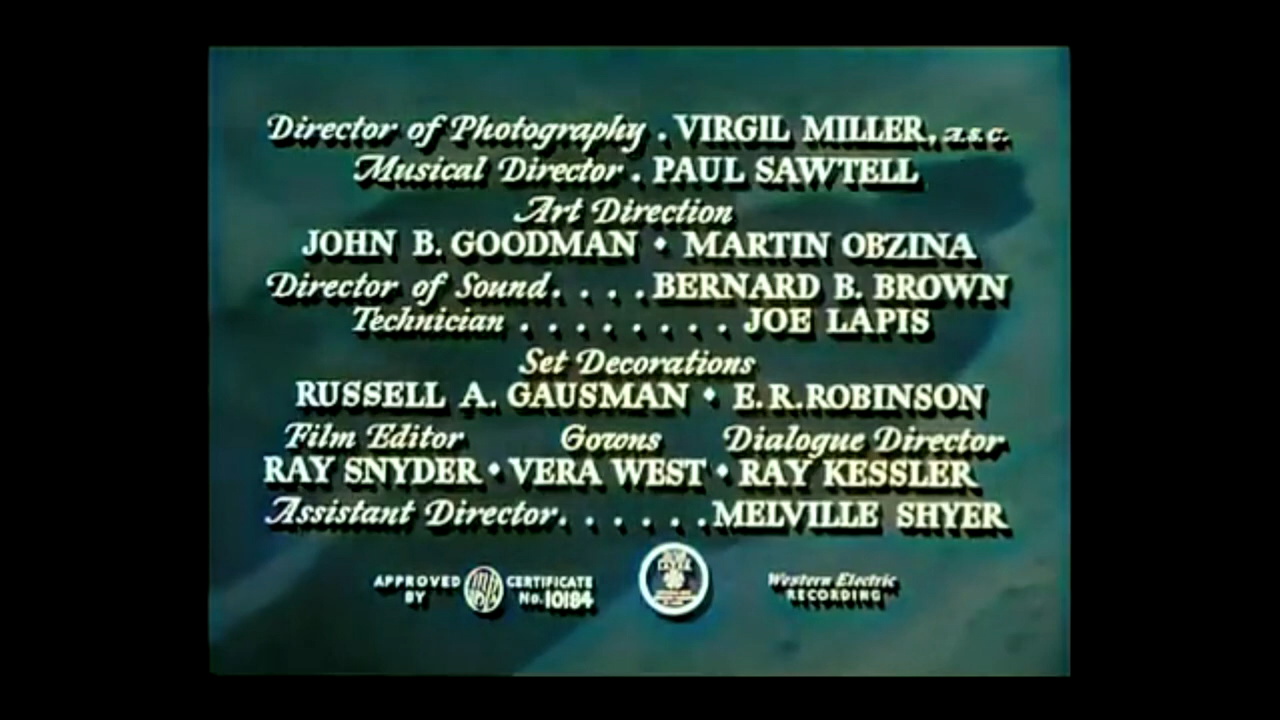 Director of Photography . VIRGIL MILLER, A.S.C.
Musical Director . PAUL SAWTELL
Art Direction
JOHN B. GOODMAN • MARTIN OBZINA
Director of Sound. . . . BERNARD B. BROWN
Technician . . . . . . . . JOE LAPIS
Set Decorations
RUSSELL A. GAUSMAN • E. R. ROBINSON
Film Editor Gowns Dialogue Director
RAY SNYDER • VERA WEST • RAY KESSLER
Assistant Director. . . . . . MELVILLE SHYER
APPROVED BY CERTIFICATE No. 10184
Western Electric
RECORDING